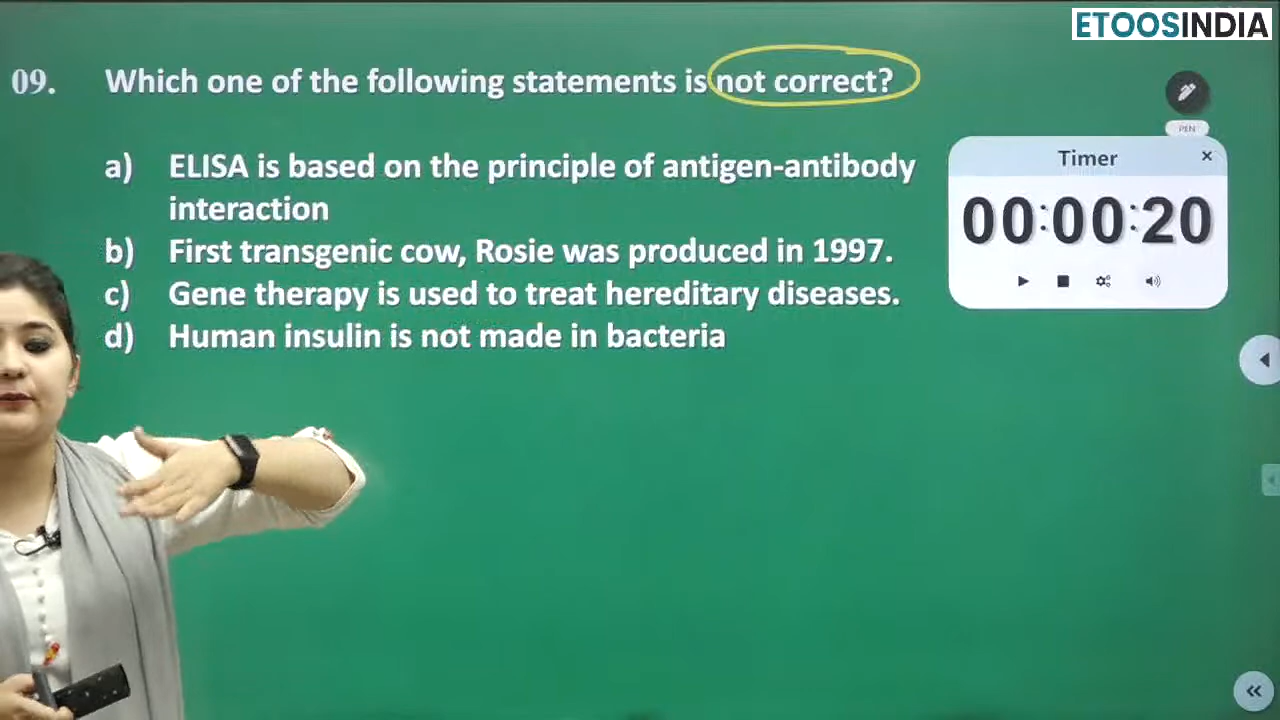 ETOOSINDIA
09. Which one of the following statements is not correct?
PEN
Timer ×
00:00:20
a) ELISA is based on the principle of antigen-antibody
interaction
b) First transgenic cow, Rosie was produced in 1997.
c) Gene therapy is used to treat hereditary diseases.
d) Human insulin is not made in bacteria